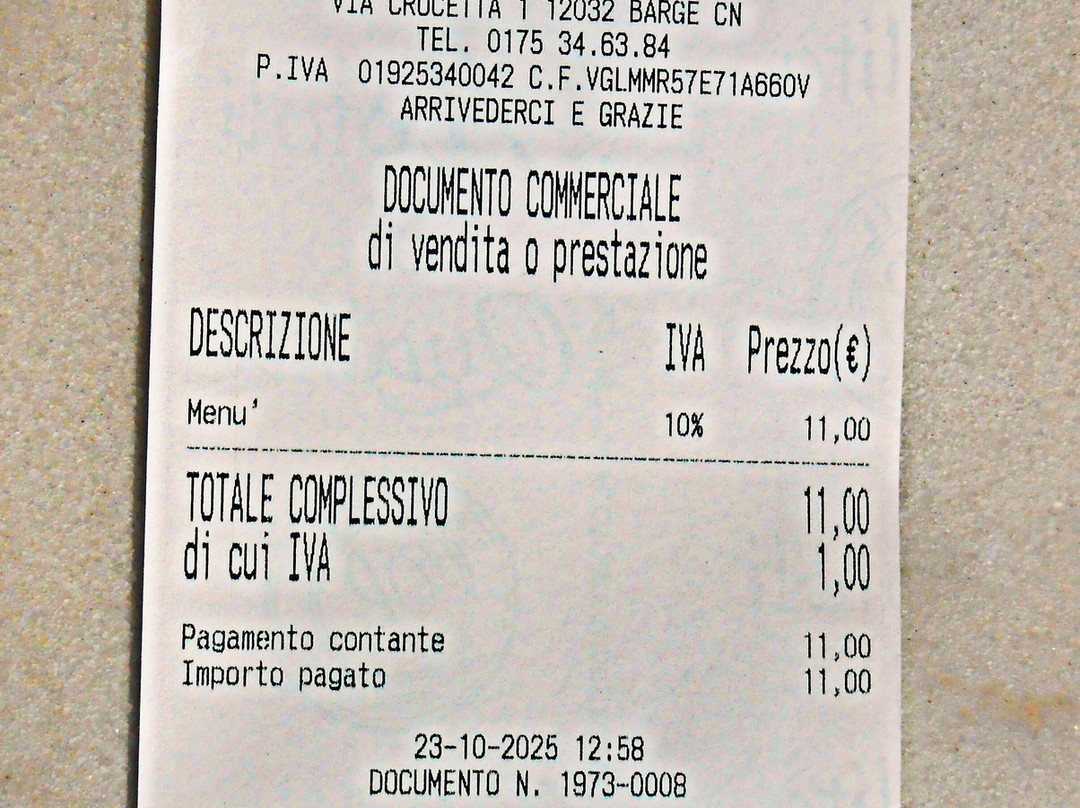 VIA CROCETTA 1 12032 BARGE CN
TEL. 0175 34.63.84
P.IVA 01925340042 C.F.VGLMMR57E71A660V
ARRIVEDERCI E GRAZIE
DOCUMENTO COMMERCIALE
di vendita o prestazione
DESCRIZIONE IVA Prezzo(€)
Menu' 10% 11,00
TOTALE COMPLESSIVO 11,00
di cui IVA 1,00
Pagamento contante 11,00
Importo pagato 11,00
23-10-2025 12:58
DOCUMENTO N. 1973-0008